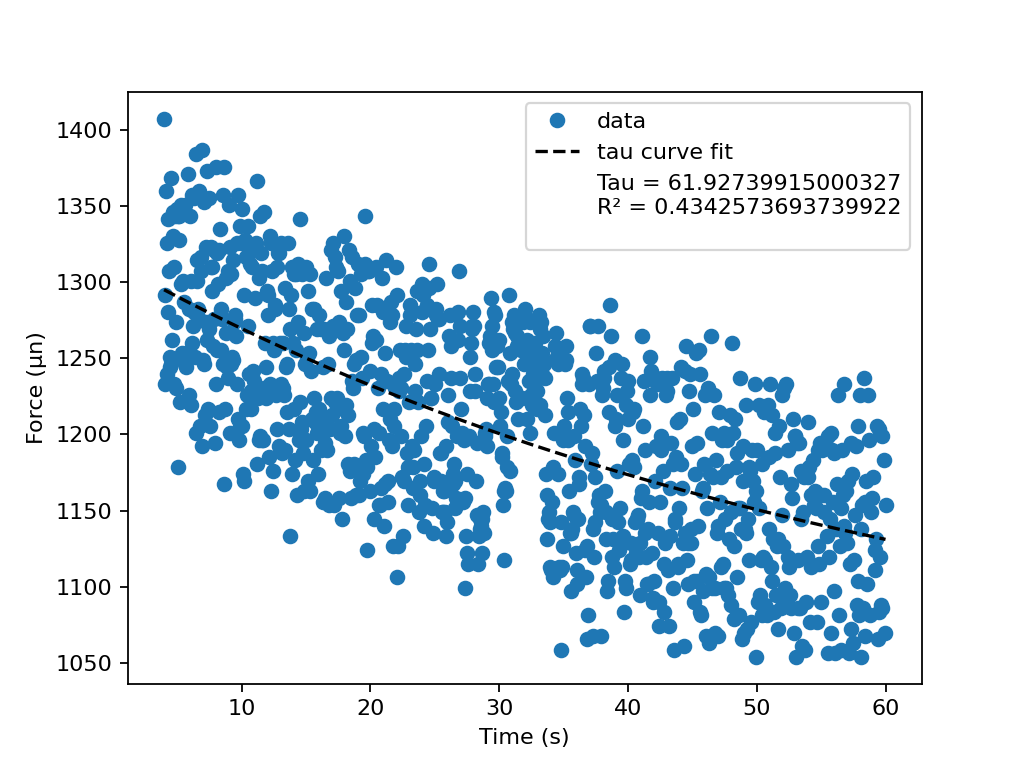 1400
1350
1300
1250
1200
1150
1100
1050
Force (μn)
10 20 30 40 50 60
Time (s)
data
tau curve fit
Tau = 61.92739915000327
R² = 0.4342573693739922